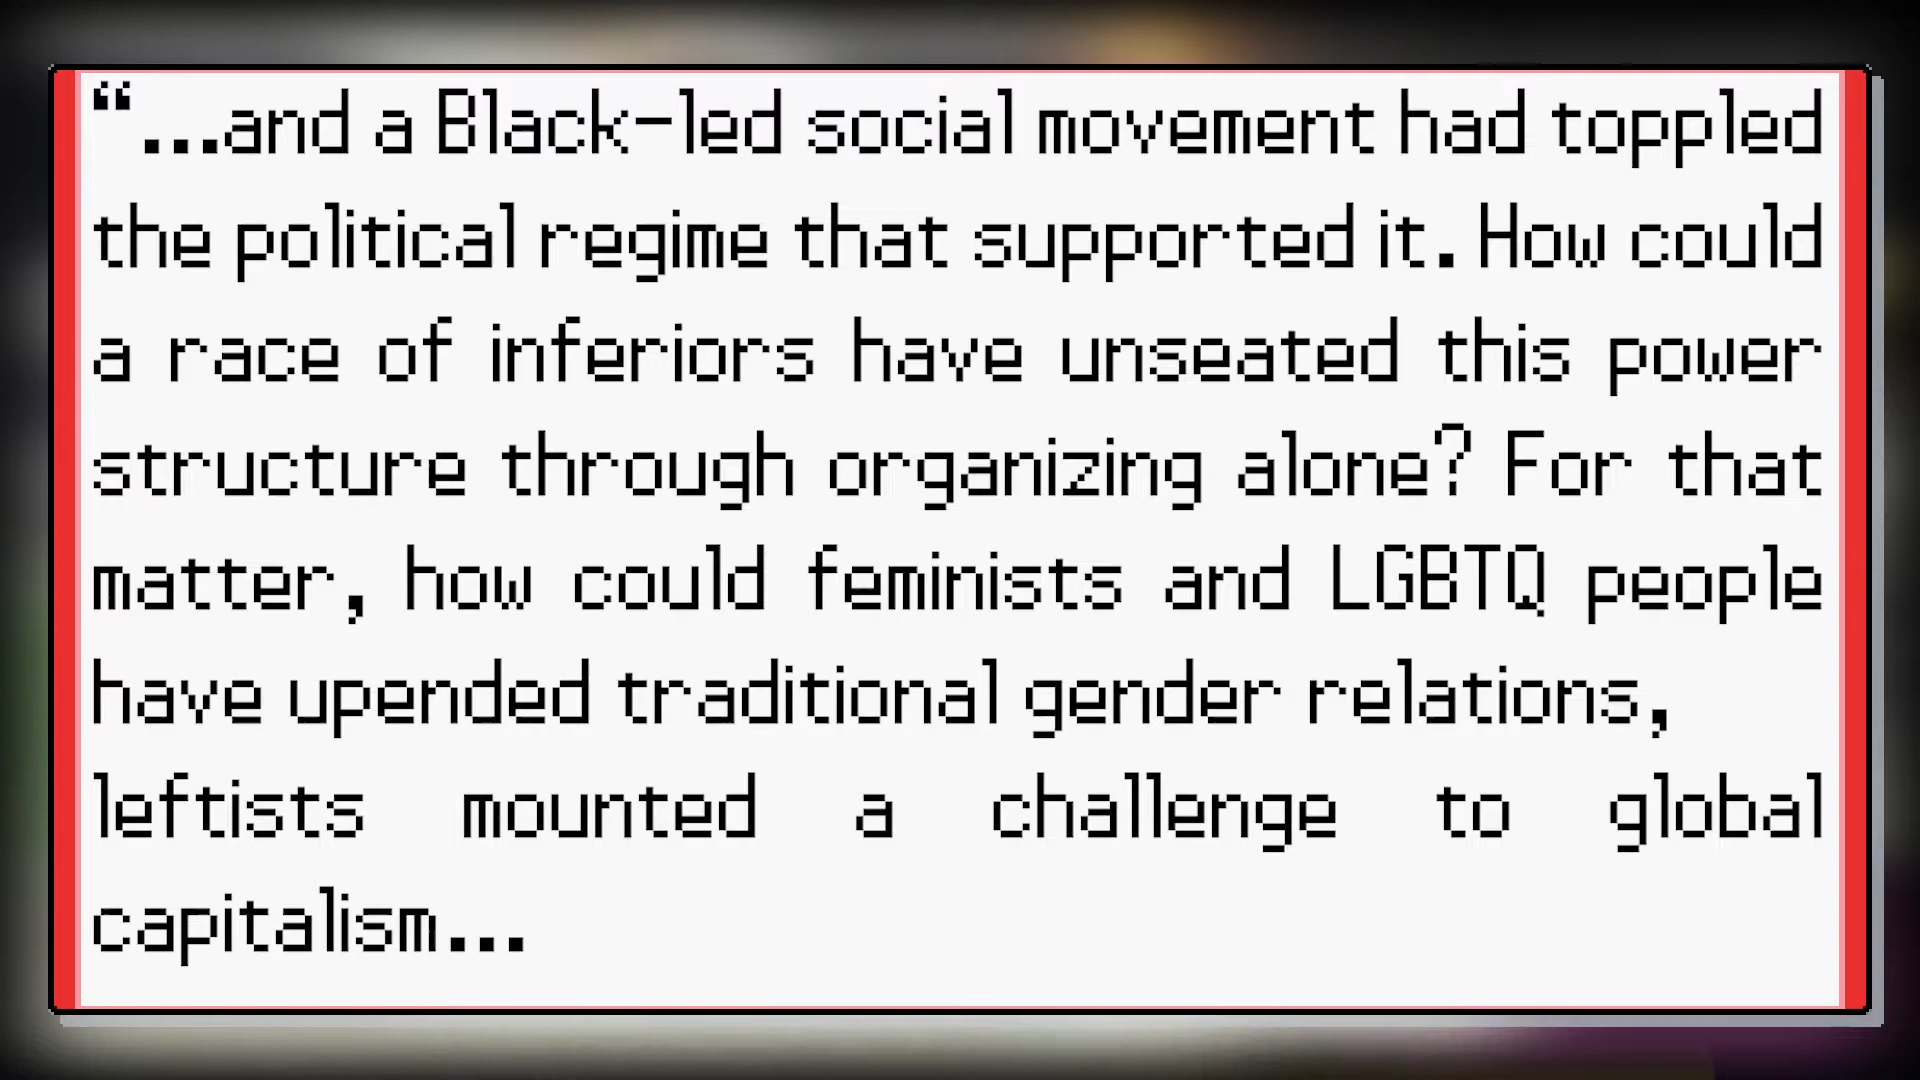 “...and a Black-led social movement had toppled
the political regime that supported it. How could
a race of inferiors have unseated this power
structure through organizing alone? For that
matter, how could feminists and LGBTQ people
have upended traditional gender relations,
leftists mounted a challenge to global
capitalism...